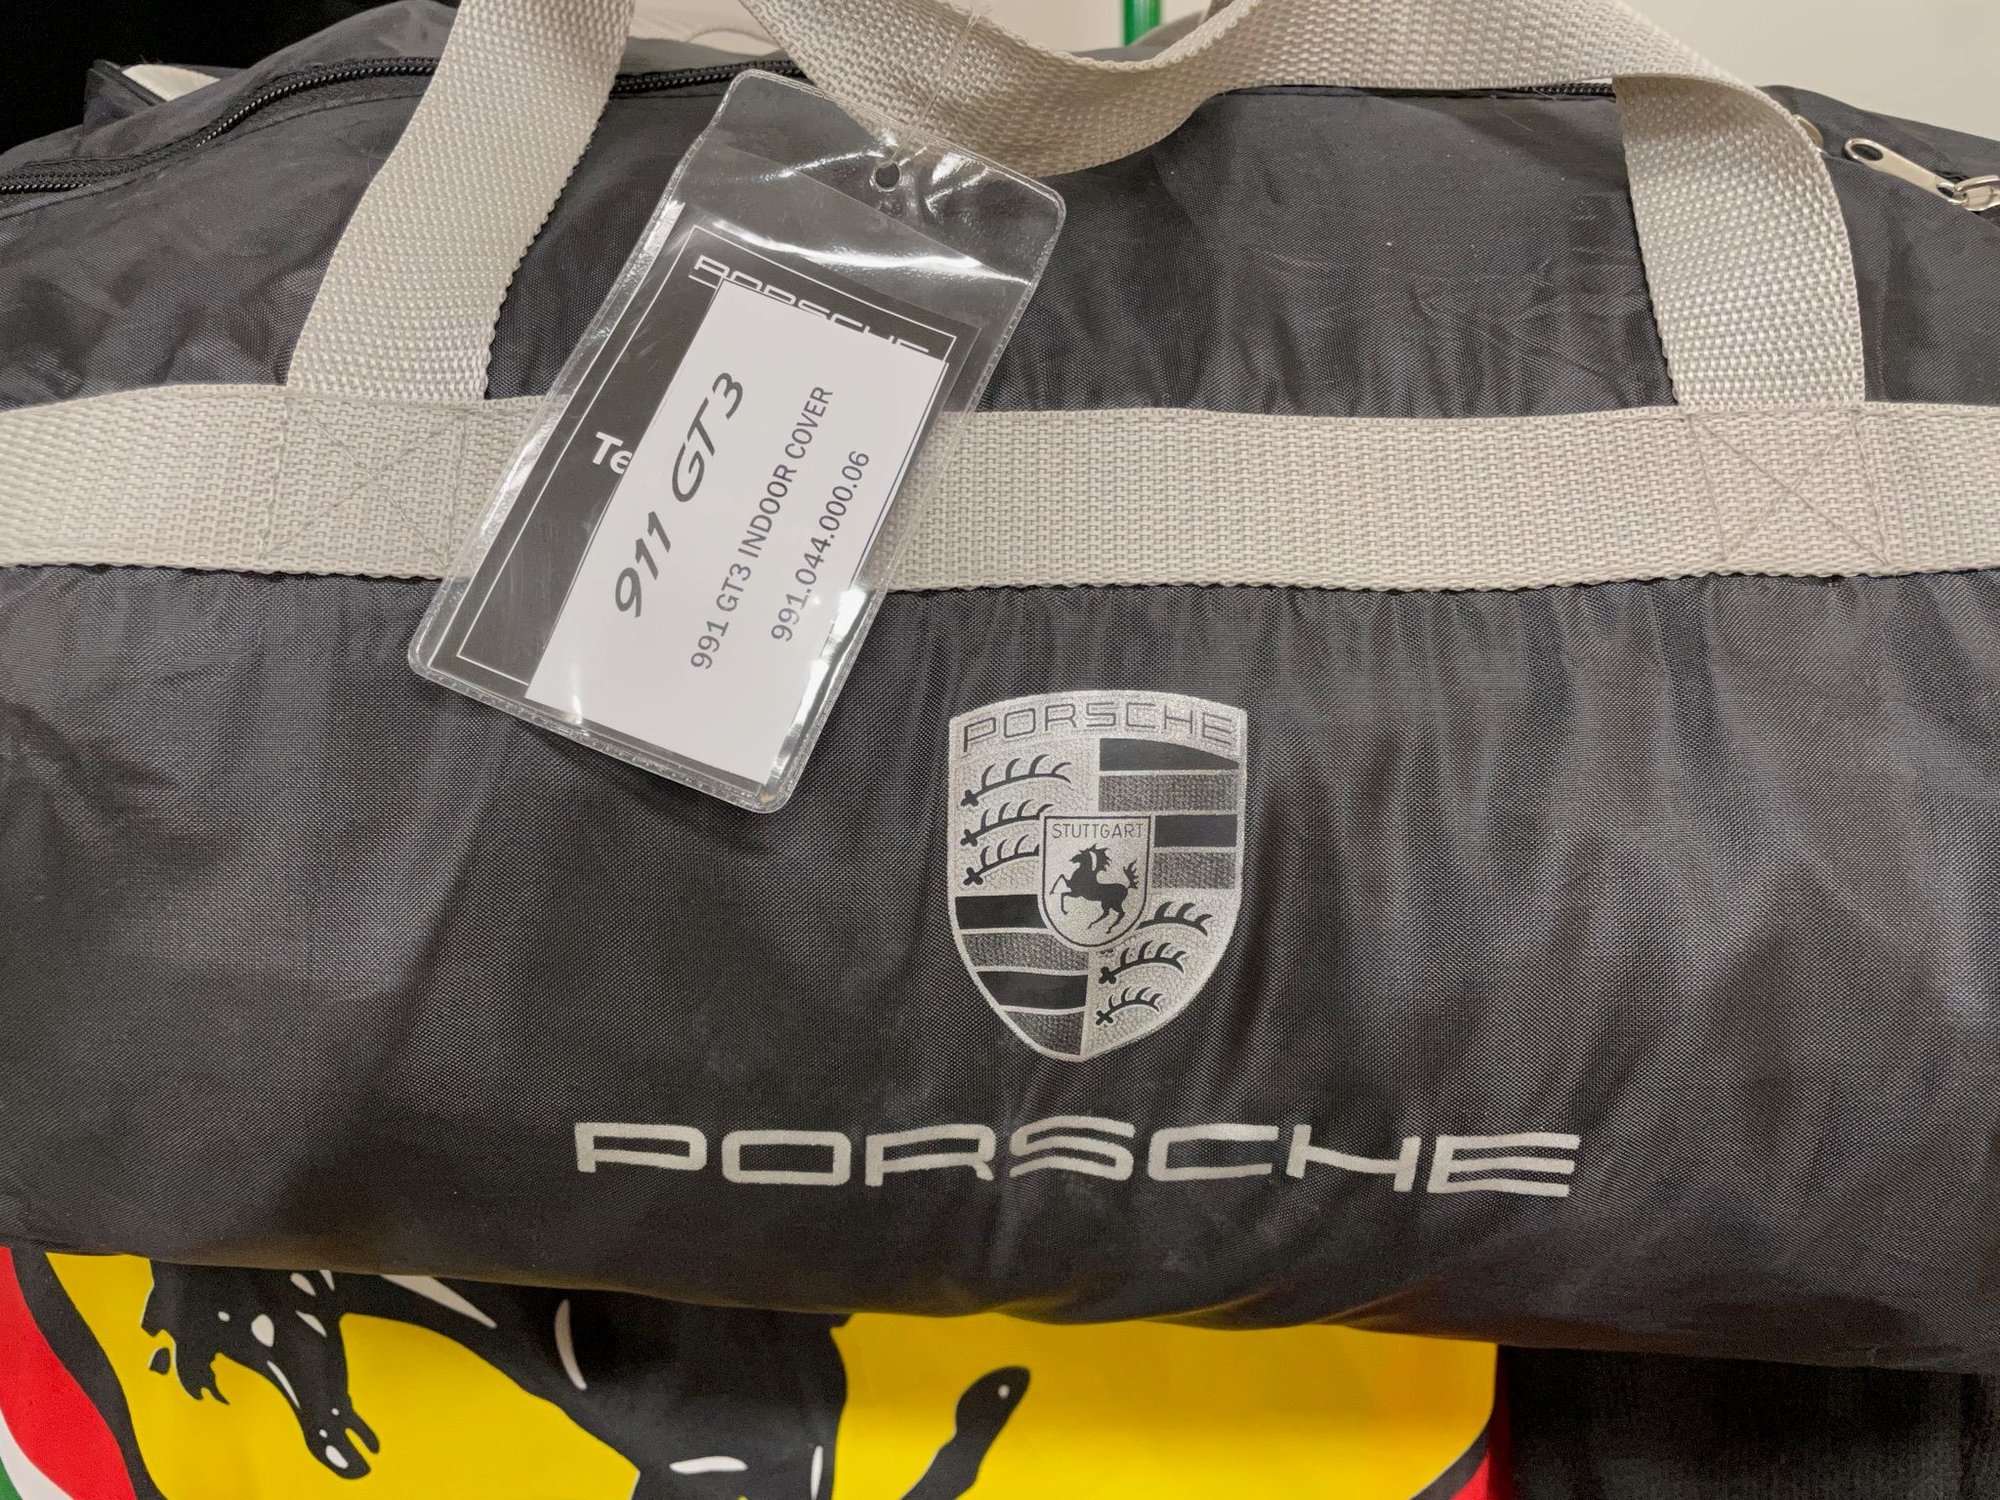 PORSCHE
Te
911 GT3
991 GT3 INDOOR COVER
991.044.000.06
PORSCHE
STUTTGART
PORSCHE